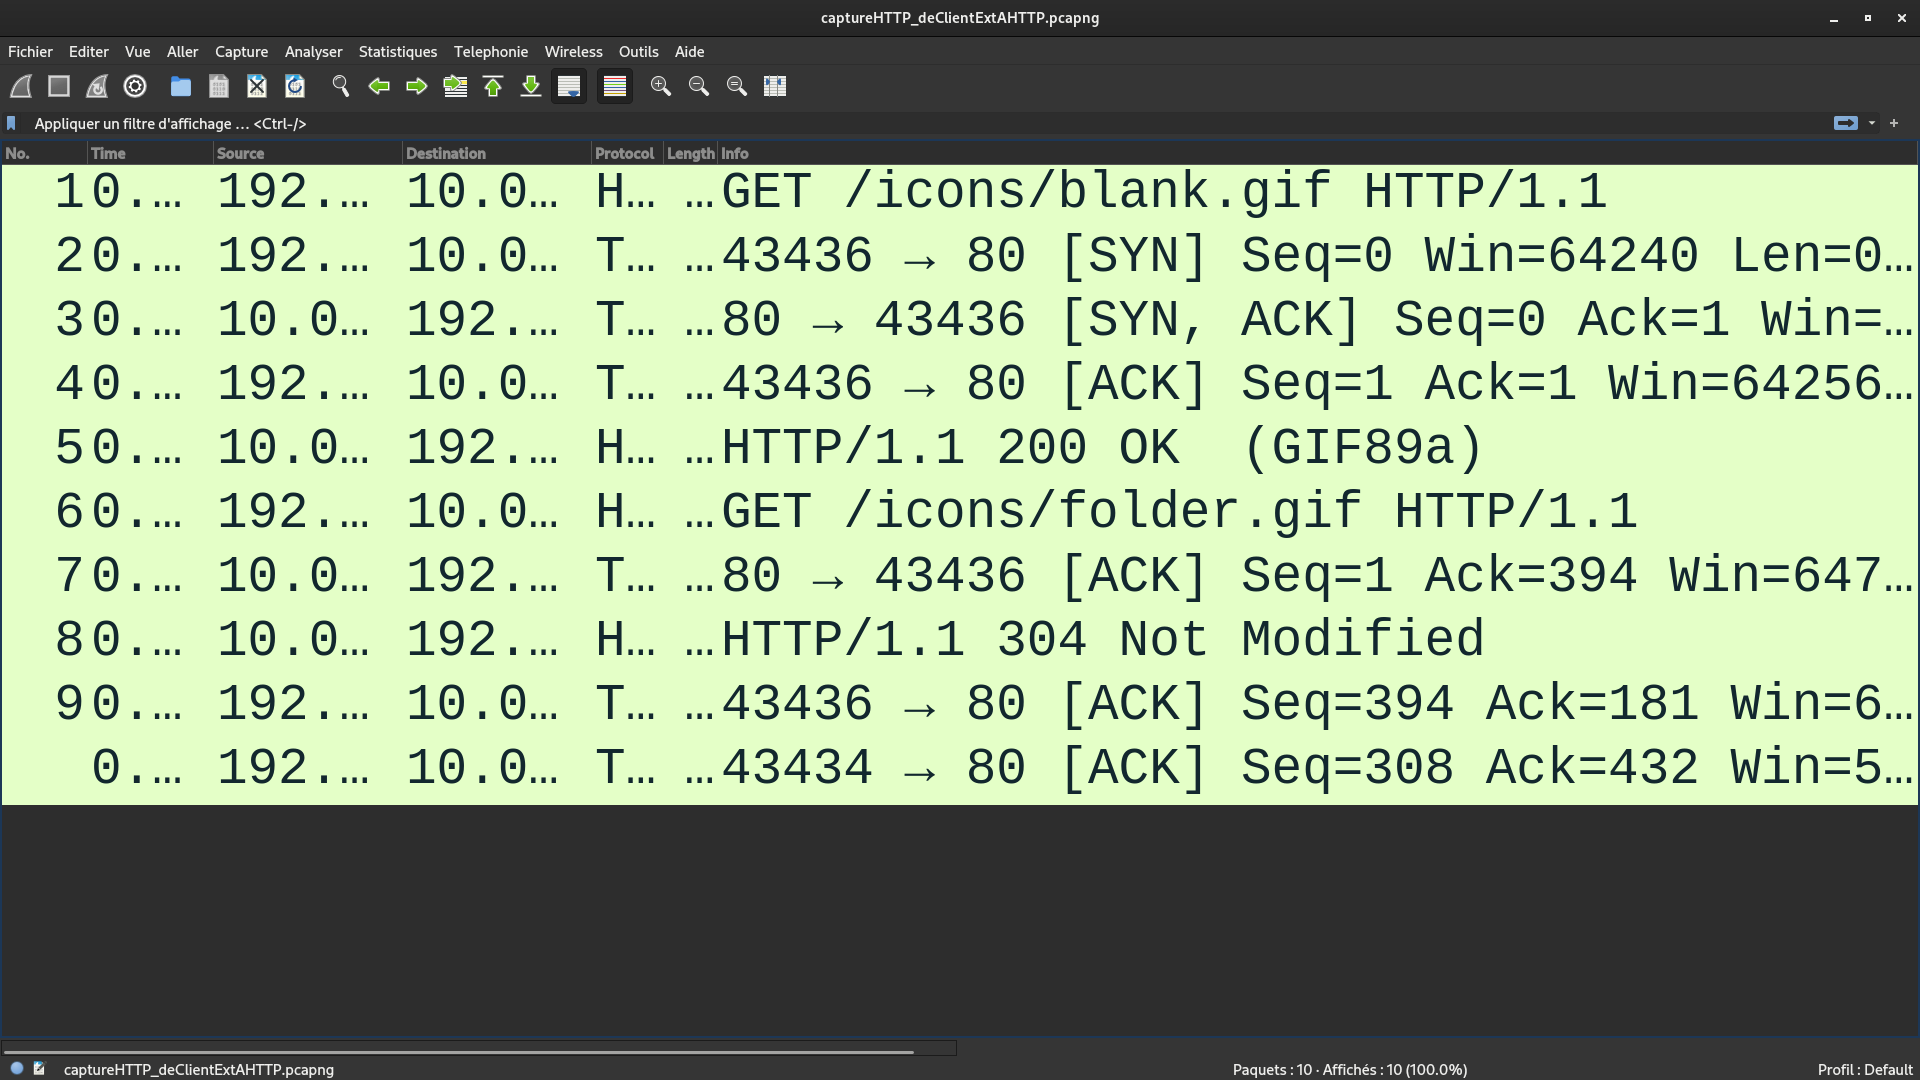 captureHTTP_deClientExtAHTTP.pcapng
Fichier Editer Vue Aller Capture Analyser Statistiques Telephonie Wireless Outils Aide
Appliquer un filtre d'affichage … <Ctrl-/>
No. Time Source Destination Protocol Length Info
1 0.… 192.… 10.0… H… … GET /icons/blank.gif HTTP/1.1
2 0.… 192.… 10.0… T… … 43436 → 80 [SYN] Seq=0 Win=64240 Len=0…
3 0.… 10.0… 192.… T… … 80 → 43436 [SYN, ACK] Seq=0 Ack=1 Win=…
4 0.… 192.… 10.0… T… … 43436 → 80 [ACK] Seq=1 Ack=1 Win=64256…
5 0.… 10.0… 192.… H… … HTTP/1.1 200 OK  (GIF89a)
6 0.… 192.… 10.0… H… … GET /icons/folder.gif HTTP/1.1
7 0.… 10.0… 192.… T… … 80 → 43436 [ACK] Seq=1 Ack=394 Win=647…
8 0.… 10.0… 192.… H… … HTTP/1.1 304 Not Modified
9 0.… 192.… 10.0… T… … 43436 → 80 [ACK] Seq=394 Ack=181 Win=6…
0.… 192.… 10.0… T… … 43434 → 80 [ACK] Seq=308 Ack=432 Win=5…
captureHTTP_deClientExtAHTTP.pcapng Paquets : 10 · Affichés : 10 (100.0%) Profil : Default